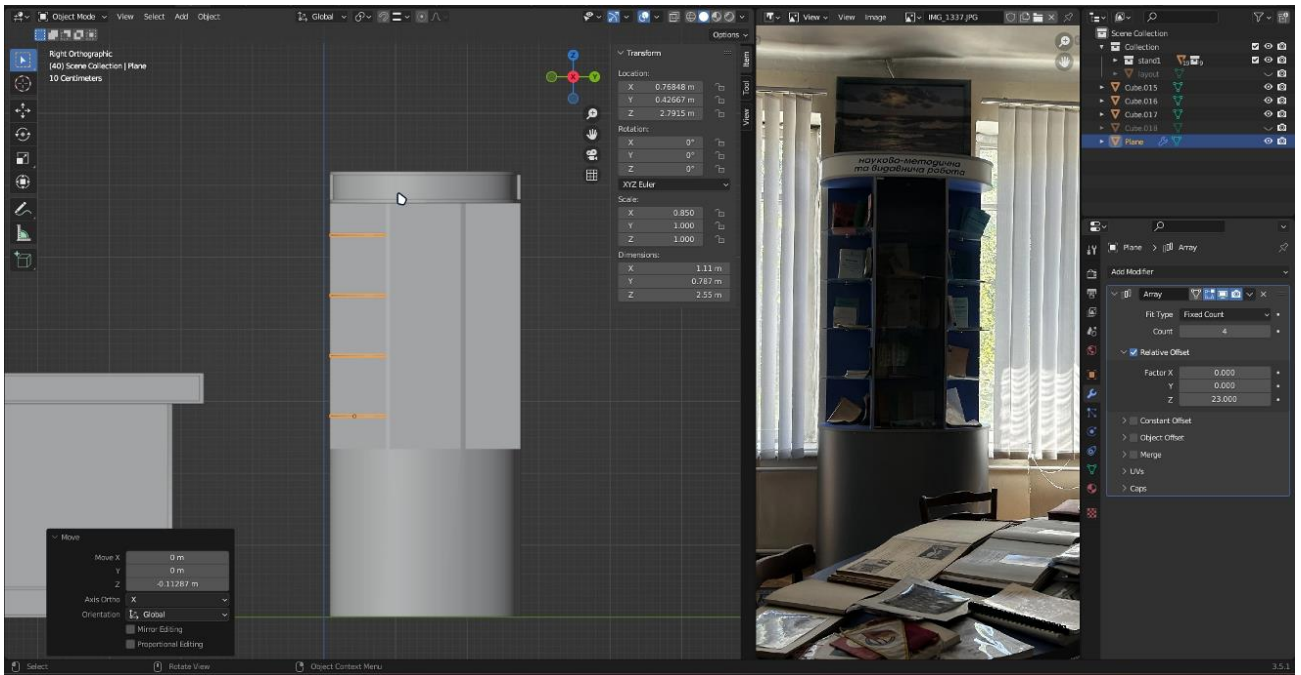 Object Mode
View
Select
Add
Object
Global
View
View
Image
IMG_1337.JPG
Options
Right Orthographic
(40) Scene Collection | Plane
10 Centimeters
Z
X
Y
Item
Tool
View
Transform
Location:
X 0.76848 m
Y 0.42667 m
Z 2.7915 m
Rotation:
X 0°
Y 0°
Z 0°
XYZ Euler
Scale:
X 0.850
Y 1.000
Z 1.000
Dimensions:
X 1.11 m
Y 0.787 m
Z 2.55 m
Move
Move X 0 m
Y 0 m
Z -0.11287 m
Axis Ortho X
Orientation Global
Mirror Editing
Proportional Editing
науково-методична
та видавнича робота
Scene Collection
Collection
stand1
layout
Cube.015
Cube.016
Cube.017
Cube.018
Plane
Plane > Array
Add Modifier
Array
Fit Type Fixed Count
Count 4
Relative Offset
Factor X 0.000
Y 0.000
Z 23.000
Constant Offset
Object Offset
Merge
UVs
Caps
Select
Rotate View
Object Context Menu
3.5.1